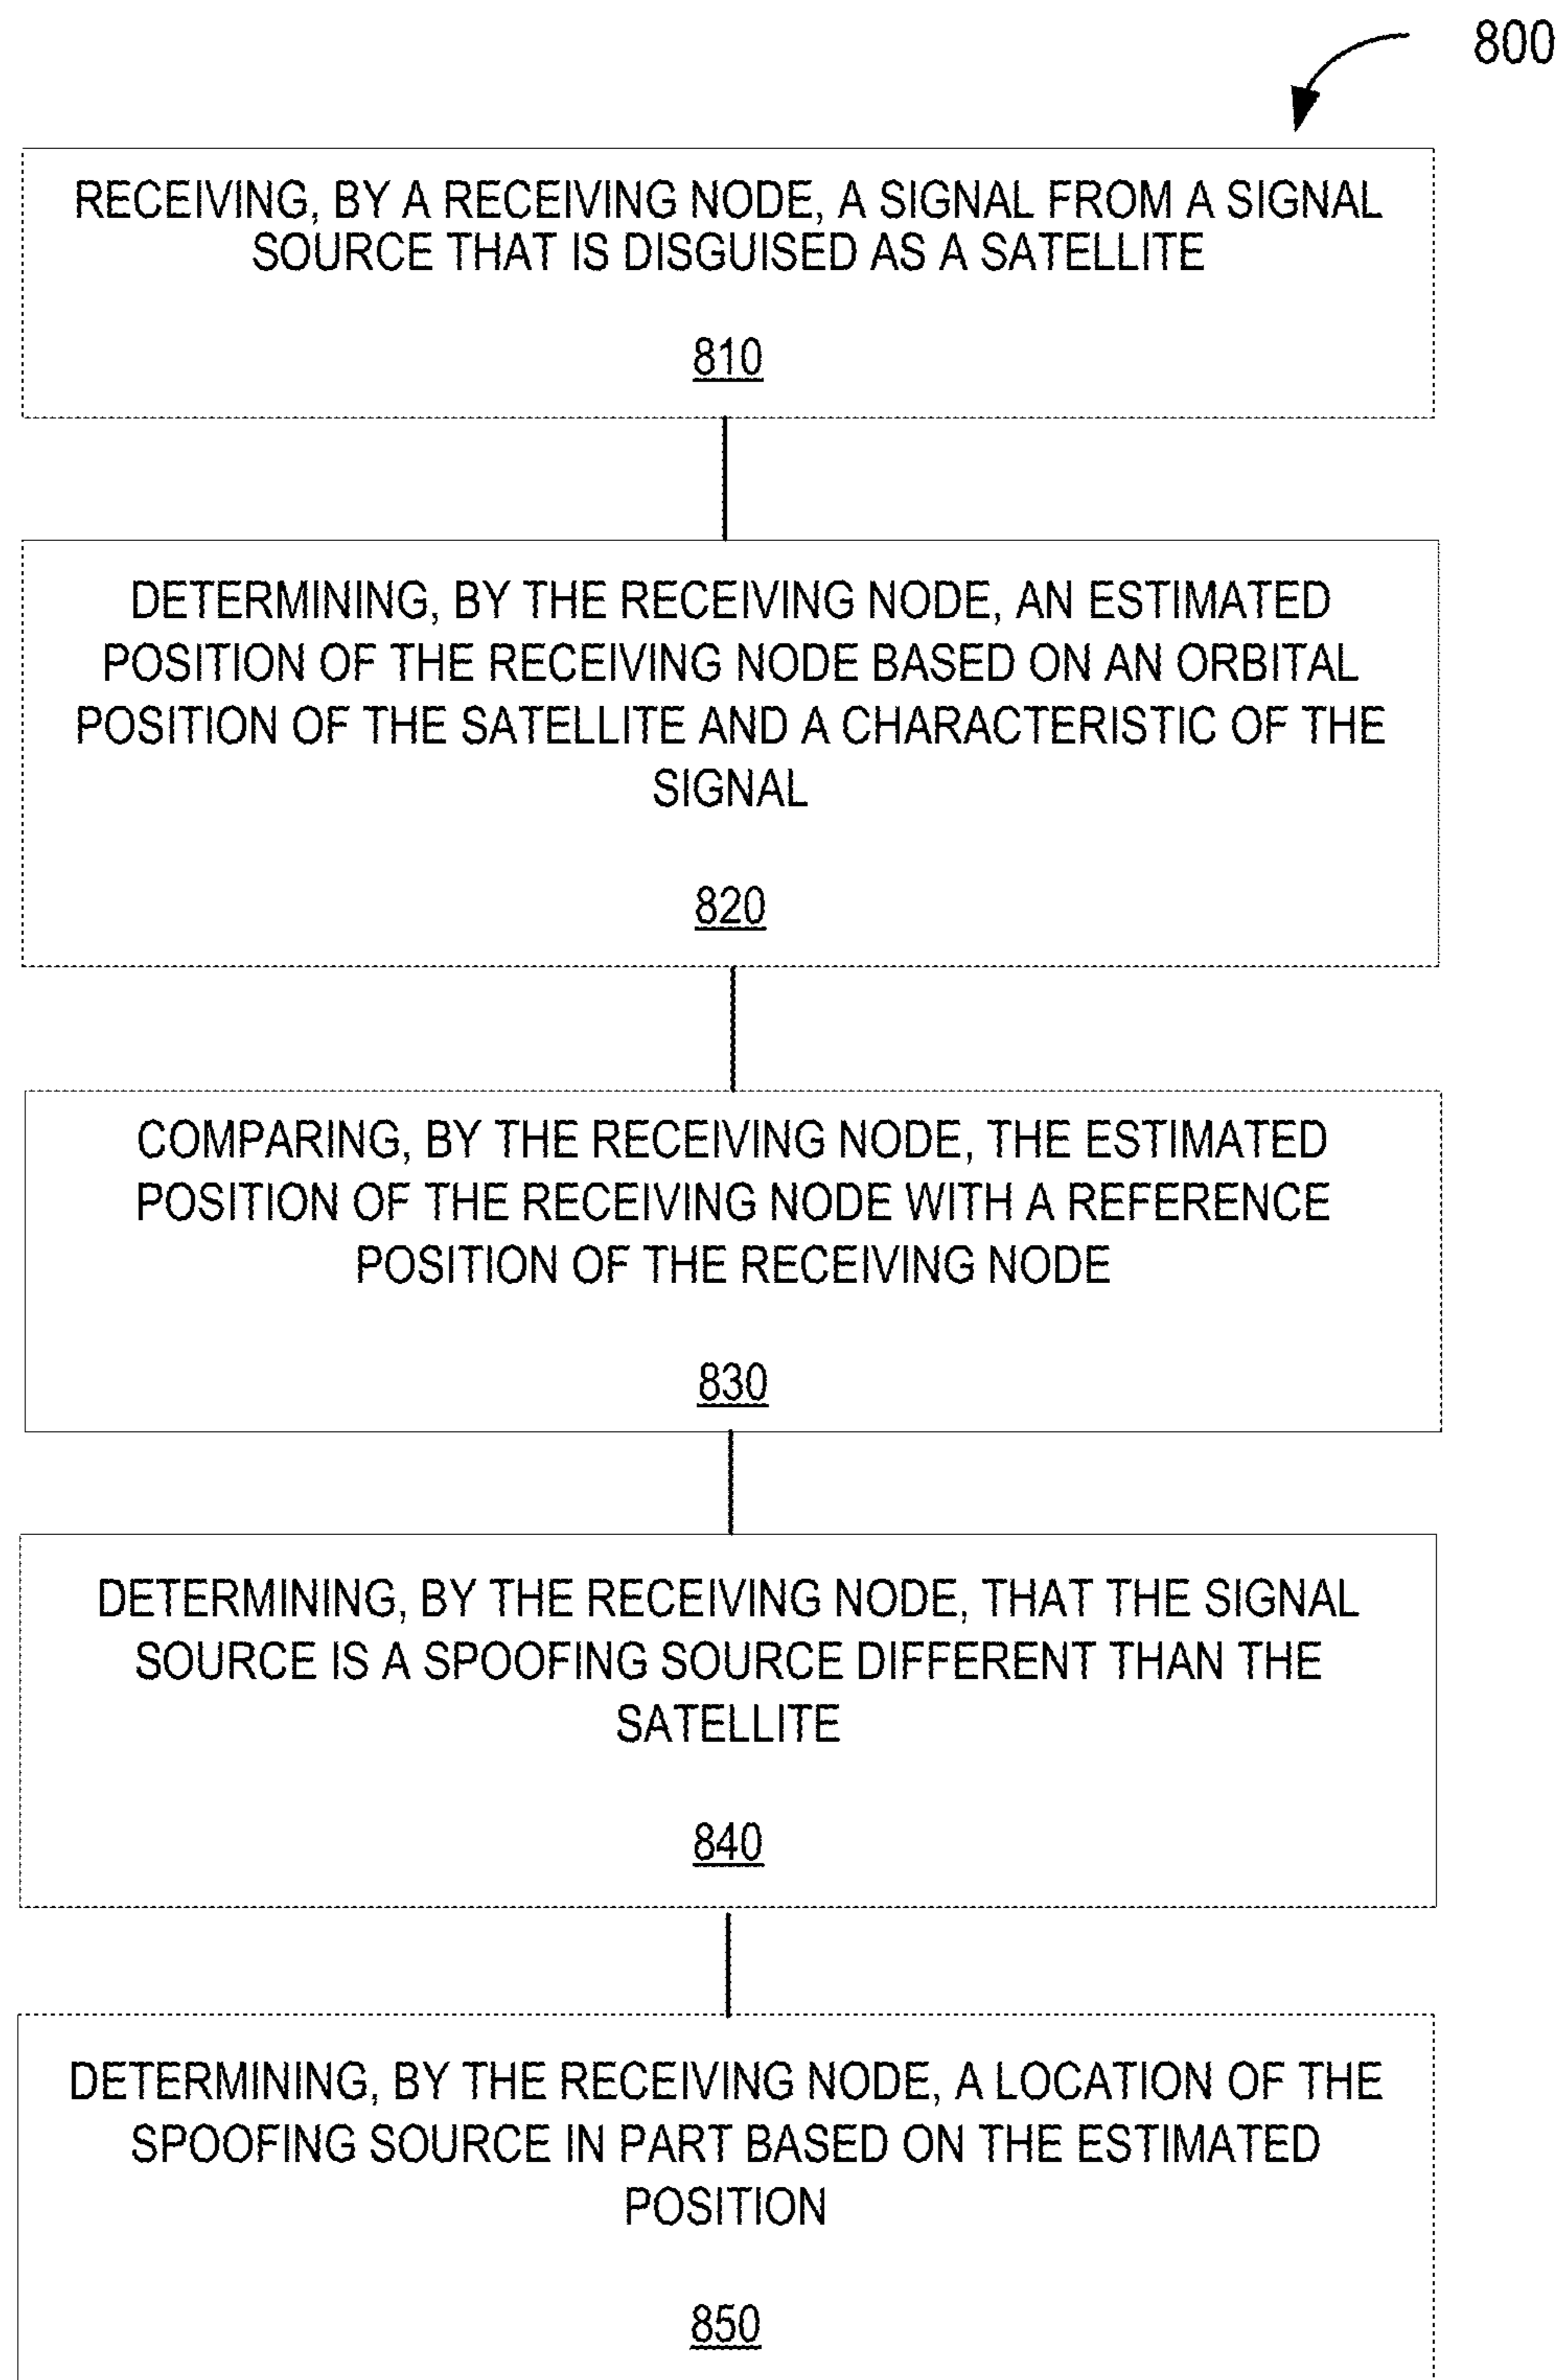 800
RECEIVING, BY A RECEIVING NODE, A SIGNAL FROM A SIGNAL
SOURCE THAT IS DISGUISED AS A SATELLITE
810
DETERMINING, BY THE RECEIVING NODE, AN ESTIMATED
POSITION OF THE RECEIVING NODE BASED ON AN ORBITAL
POSITION OF THE SATELLITE AND A CHARACTERISTIC OF THE
SIGNAL
820
COMPARING, BY THE RECEIVING NODE, THE ESTIMATED
POSITION OF THE RECEIVING NODE WITH A REFERENCE
POSITION OF THE RECEIVING NODE
830
DETERMINING, BY THE RECEIVING NODE, THAT THE SIGNAL
SOURCE IS A SPOOFING SOURCE DIFFERENT THAN THE
SATELLITE
840
DETERMINING, BY THE RECEIVING NODE, A LOCATION OF THE
SPOOFING SOURCE IN PART BASED ON THE ESTIMATED
POSITION
850